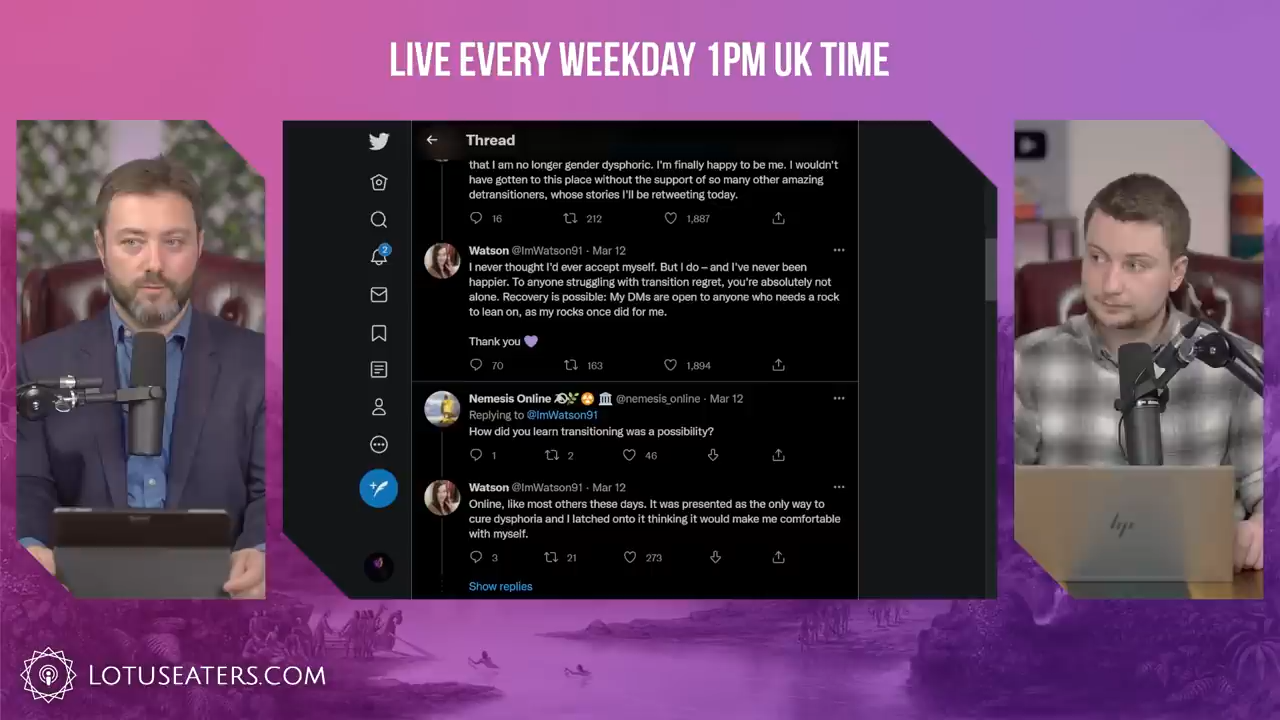 LIVE EVERY WEEKDAY 1PM UK TIME
Thread
that I am no longer gender dysphoric. I'm finally happy to be me. I wouldn't
have gotten to this place without the support of so many other amazing
detransitioners, whose stories I'll be retweeting today.
16 212 1,887
Watson @ImWatson91 · Mar 12
I never thought I'd ever accept myself. But I do – and I've never been
happier. To anyone struggling with transition regret, you're absolutely not
alone. Recovery is possible: My DMs are open to anyone who needs a rock
to lean on, as my rocks once did for me.
Thank you 💜
70 163 1,894
Nemesis Online @nemesis_online · Mar 12
Replying to @ImWatson91
How did you learn transitioning was a possibility?
1 2 46
Watson @ImWatson91 · Mar 12
Online, like most others these days. It was presented as the only way to
cure dysphoria and I latched onto it thinking it would make me comfortable
with myself.
3 21 273
Show replies
2
hp
LOTUSEATERS.COM